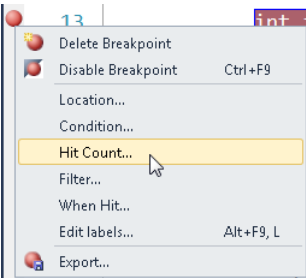 13 int
Delete Breakpoint
Disable Breakpoint Ctrl+F9
Location...
Condition...
Hit Count...
Filter...
When Hit...
Edit labels... Alt+F9, L
Export...